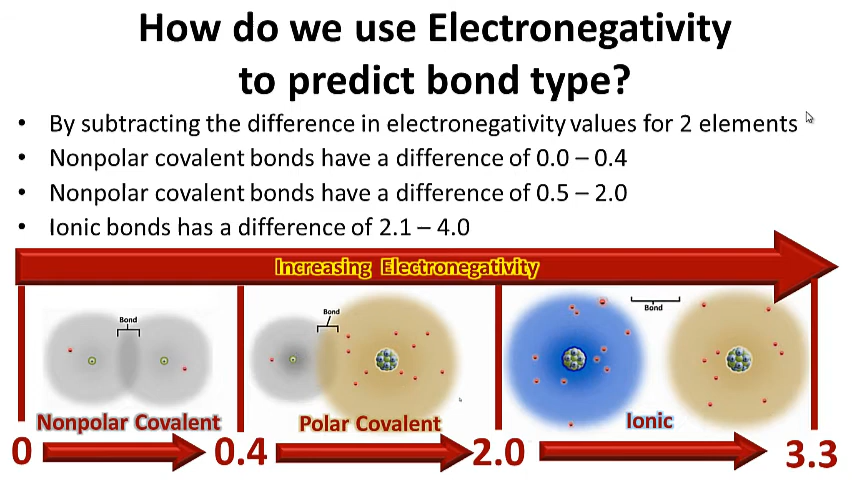 How do we use Electronegativity
to predict bond type?
• By subtracting the difference in electronegativity values for 2 elements
• Nonpolar covalent bonds have a difference of 0.0 – 0.4
• Nonpolar covalent bonds have a difference of 0.5 – 2.0
• Ionic bonds has a difference of 2.1 – 4.0
Increasing Electronegativity
Bond
Bond
Bond
Nonpolar Covalent
Polar Covalent
Ionic
0
0.4
2.0
3.3